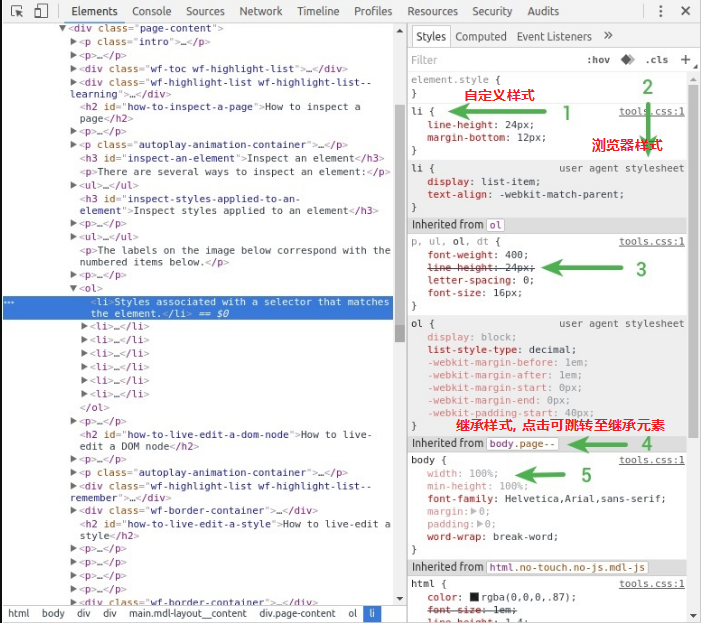 Elements Console Sources Network Timeline Profiles Resources Security Audits
<div class="page-content">
<p class="intro">…</p>
<p>…</p>
<div class="wf-toc wf-highlight-list">…</div>
<div class="wf-highlight-list wf-highlight-list--
learning">…</div>
<h2 id="how-to-inspect-a-page">How to inspect a
page</h2>
<p>…</p>
<p class="autoplay-animation-container">…</p>
<h3 id="inspect-an-element">Inspect an element</h3>
<p>There are several ways to inspect an element:</p>
<ul>…</ul>
<h3 id="inspect-styles-applied-to-an-
element">Inspect styles applied to an element</h3>
<p>…</p>
<ul>…</ul>
<p>The labels on the image below correspond with the
numbered items below.</p>
<p>…</p>
<ol>
<li>Styles associated with a selector that matches
the element.</li> == $0
<li>…</li>
<li>…</li>
<li>…</li>
<li>…</li>
<li>…</li>
<li>…</li>
</ol>
<p>…</p>
<h2 id="how-to-live-edit-a-dom-node">How to live-
edit a DOM node</h2>
<p>…</p>
<p class="autoplay-animation-container">…</p>
<div class="wf-highlight-list wf-highlight-list--
remember">…</div>
<div class="wf-border-container">…</div>
<h2 id="how-to-live-edit-a-style">How to live-edit a
style</h2>
<p>…</p>
<p>…</p>
<p>…</p>
<div class="wf-border-container">…</div>
html body div div main.mdl-layout__content div.page-content ol li
Styles Computed Event Listeners »
Filter :hov .cls +
element.style {
}
自定义样式
2
li { 1 tools.css:1
line-height: 24px;
margin-bottom: 12px;
}
浏览器样式
li { user agent stylesheet
display: list-item;
text-align: -webkit-match-parent;
}
Inherited from ol
p, ul, ol, dt { tools.css:1
font-weight: 400;
line-height: 24px; 3
letter-spacing: 0;
font-size: 16px;
}
ol { user agent stylesheet
display: block;
list-style-type: decimal;
-webkit-margin-before: 1em;
-webkit-margin-after: 1em;
-webkit-margin-start: 0px;
-webkit-margin-end: 0px;
-webkit-padding-start: 40px;
}
继承样式, 点击可跳转至继承元素
Inherited from body.page-- 4
body { tools.css:1
width: 100%; 5
min-height: 100%;
font-family: Helvetica,Arial,sans-serif;
margin: 0;
padding: 0;
word-wrap: break-word;
}
Inherited from html.no-touch.no-js.mdl-js
html { tools.css:1
color: rgba(0,0,0,.87);
font-size: 1em;
line-height: 1.4;